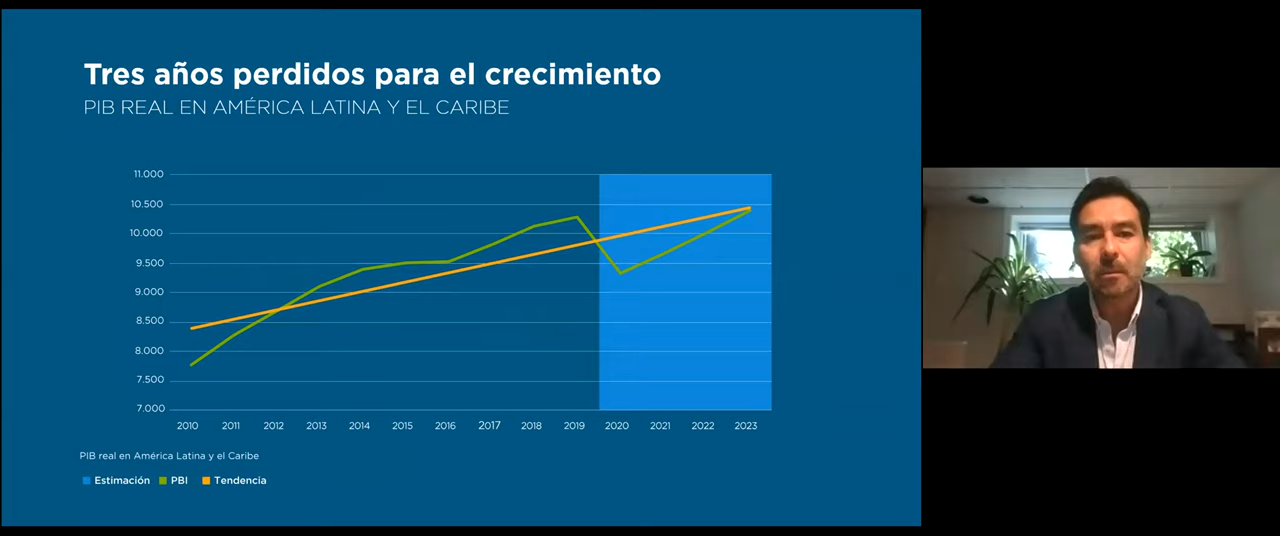 Tres años perdidos para el crecimiento
PIB REAL EN AMÉRICA LATINA Y EL CARIBE
11.000
10.500
10.000
9.500
9.000
8.500
8.000
7.500
7.000
2010 2011 2012 2013 2014 2015 2016 2017 2018 2019 2020 2021 2022 2023
PIB real en América Latina y el Caribe
Estimación PBI Tendencia